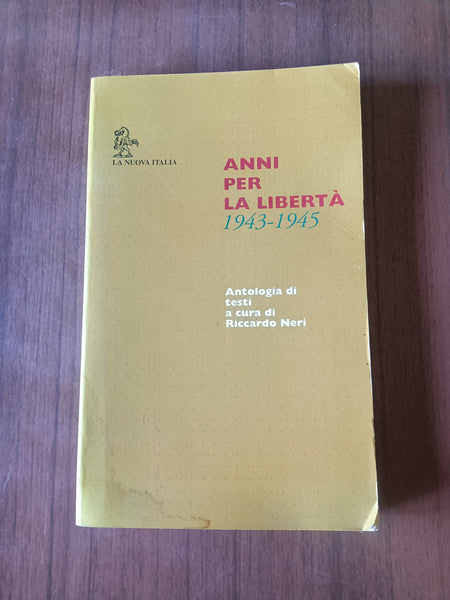 LA NUOVA ITALIA
ANNI
PER
LA LIBERTÀ
1943-1945
Antologia di
testi
a cura di
Riccardo Neri